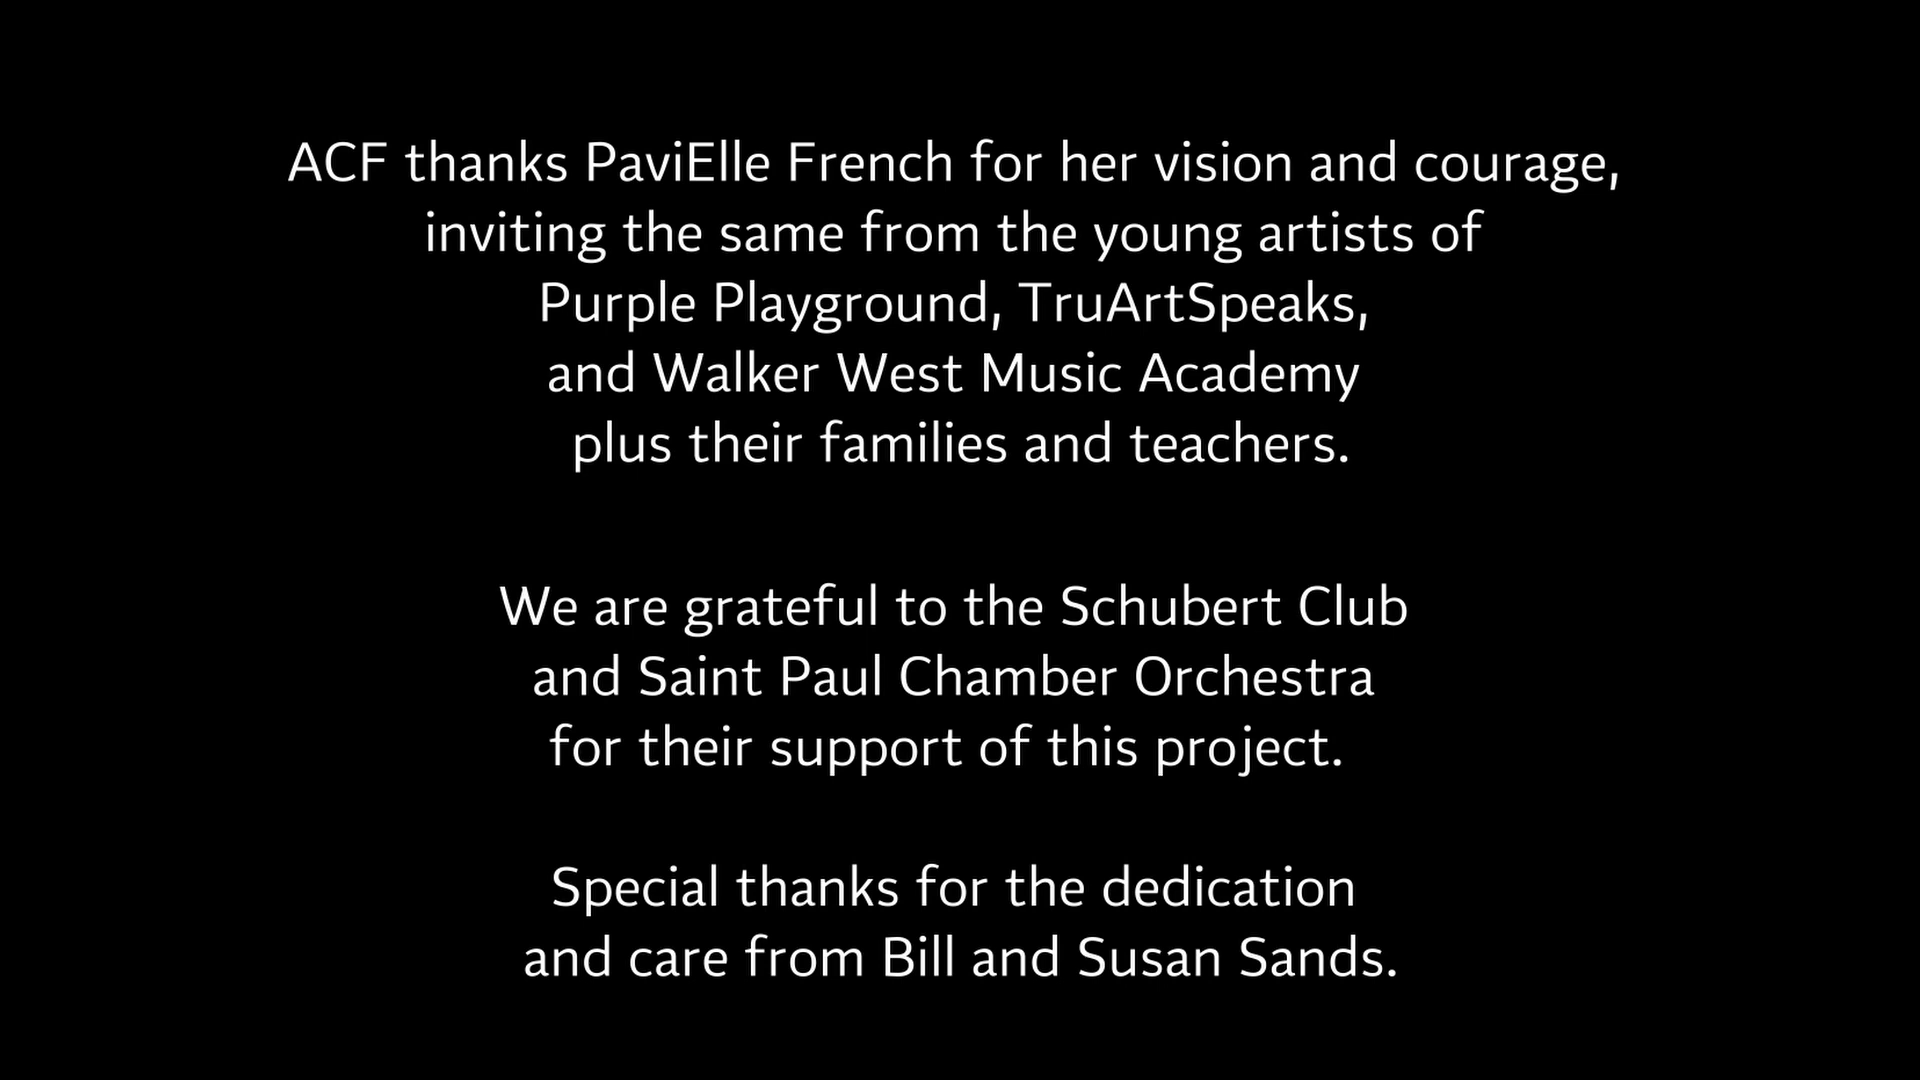 ACF thanks PaviElle French for her vision and courage,
inviting the same from the young artists of
Purple Playground, TruArtSpeaks,
and Walker West Music Academy
plus their families and teachers.
We are grateful to the Schubert Club
and Saint Paul Chamber Orchestra
for their support of this project.
Special thanks for the dedication
and care from Bill and Susan Sands.